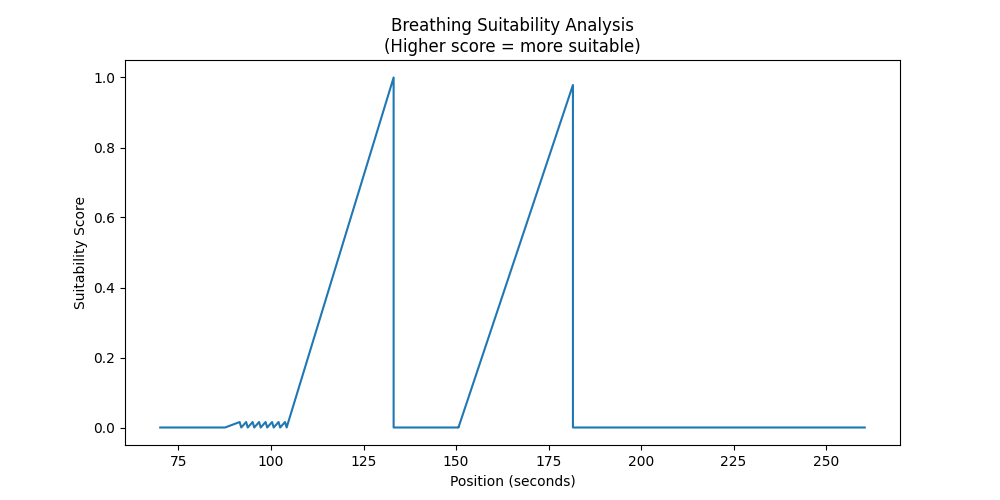 Breathing Suitability Analysis
(Higher score = more suitable)
Suitability Score
1.0
0.8
0.6
0.4
0.2
0.0
75 100 125 150 175 200 225 250
Position (seconds)